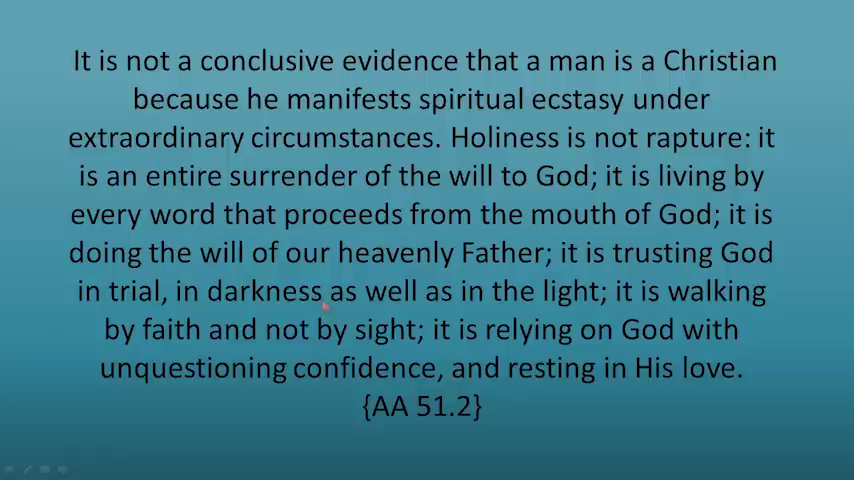 It is not a conclusive evidence that a man is a Christian
because he manifests spiritual ecstasy under
extraordinary circumstances. Holiness is not rapture: it
is an entire surrender of the will to God; it is living by
every word that proceeds from the mouth of God; it is
doing the will of our heavenly Father; it is trusting God
in trial, in darkness as well as in the light; it is walking
by faith and not by sight; it is relying on God with
unquestioning confidence, and resting in His love.
{AA 51.2}